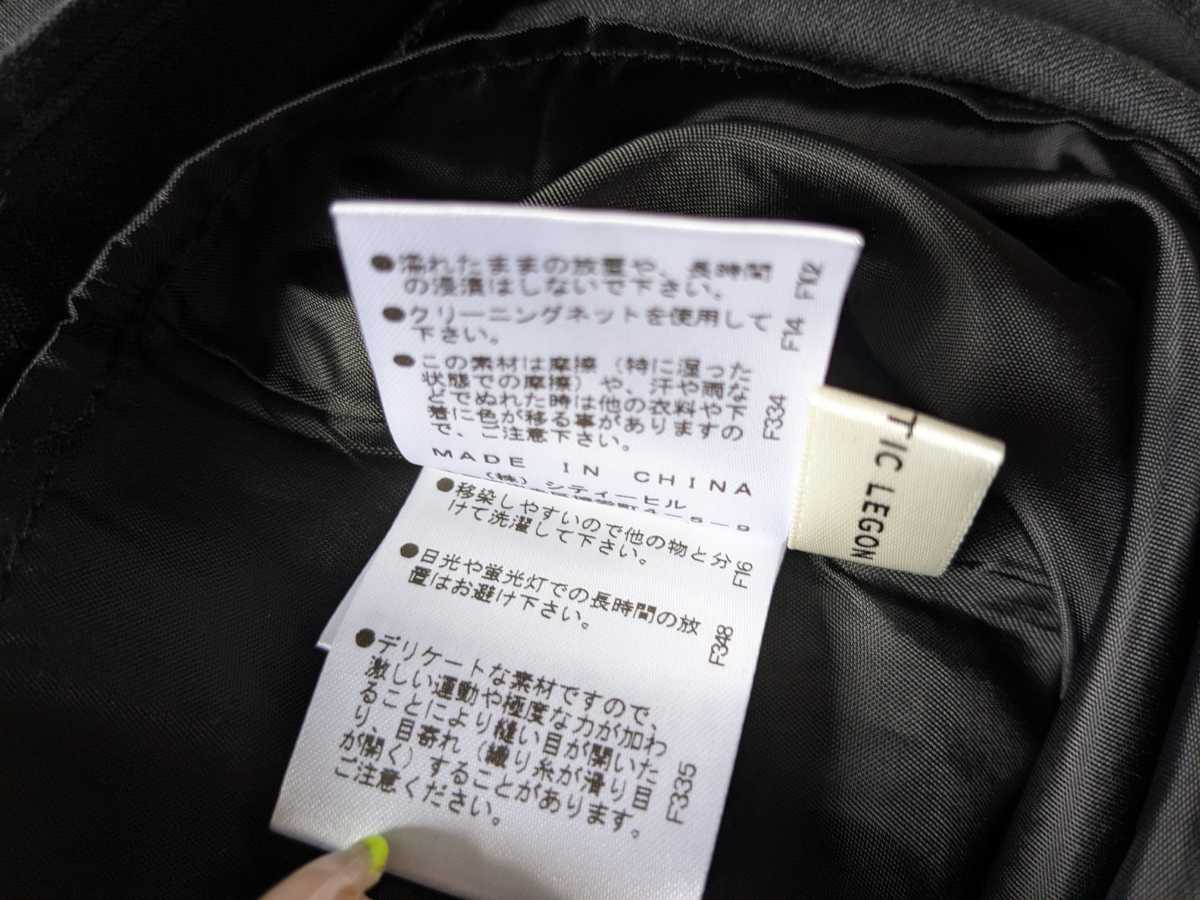 ●濡れたままの放置や、長時間
の浸漬はしないで下さい。
F102
●クリーニングネットを使用して
下さい。
F14
●この素材は摩擦（特に湿った
状態での摩擦）や、汗や雨な
どでぬれた時は他の衣料や下
着に色が移る事がありますの
で、ご注意下さい。
F334
MADE IN CHINA
（株）シティーヒル
●移染しやすいので他の物と分
けて洗濯して下さい。
F16
●日光や蛍光灯での長時間の放
置はお避け下さい。
F348
●デリケートな素材ですので、
激しい運動や極度な力が加わ
ることにより縫い目が開いた
り、目寄れ（織り糸が滑り目
が開く）することがあります。
ご注意ください。
F335
TIC LEGON